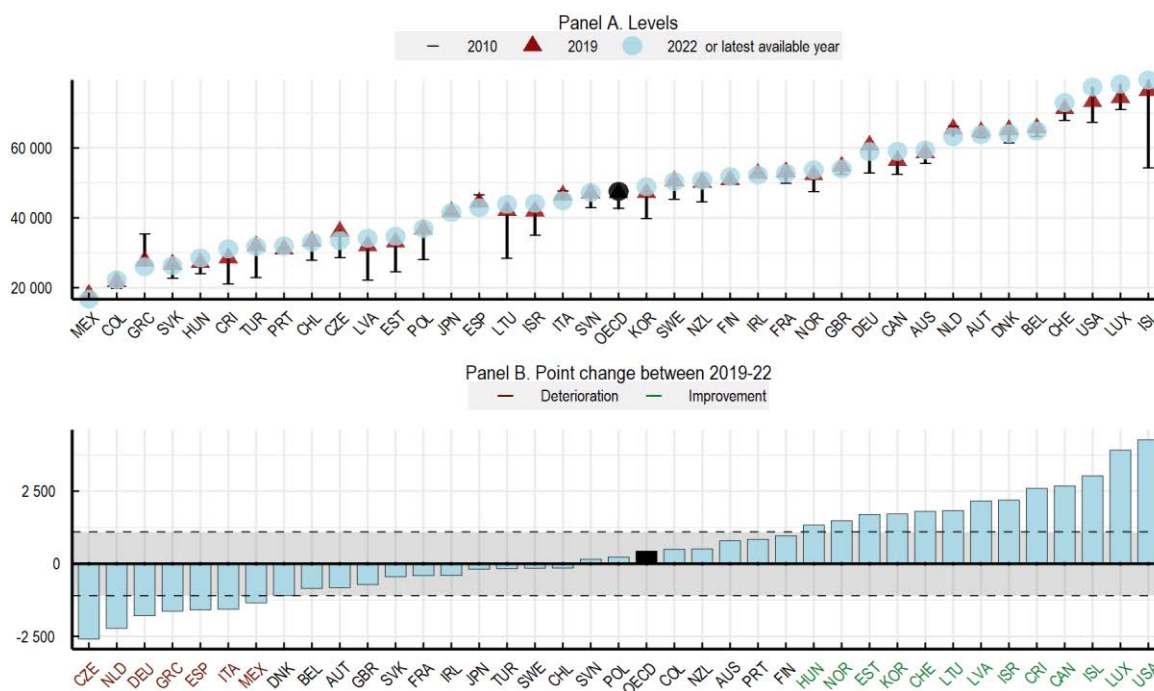 Panel A. Levels
2010 2019 2022 or latest available year
60 000
40 000
20 000
MEX COL GRC SVK HUN CRI TUR PRT CHL CZE LVA EST POL JPN ESP LTU ISR ITA SVN OECD KOR SWE NZL FIN IRL FRA NOR GBR DEU CAN AUS NLD AUT DNK BEL CHE USA LUX ISL
Panel B. Point change between 2019-22
Deterioration Improvement
2 500
0
-2 500
CZE NLD DEU GRC ESP ITA MEX DNK BEL AUT GBR SVK FRA IRL JPN TUR SWE CHL SVN POL OECD COL NZL AUS PRT FIN HUN NOR EST KOR CHE LTU LVA ISR CRI CAN ISL LUX USA